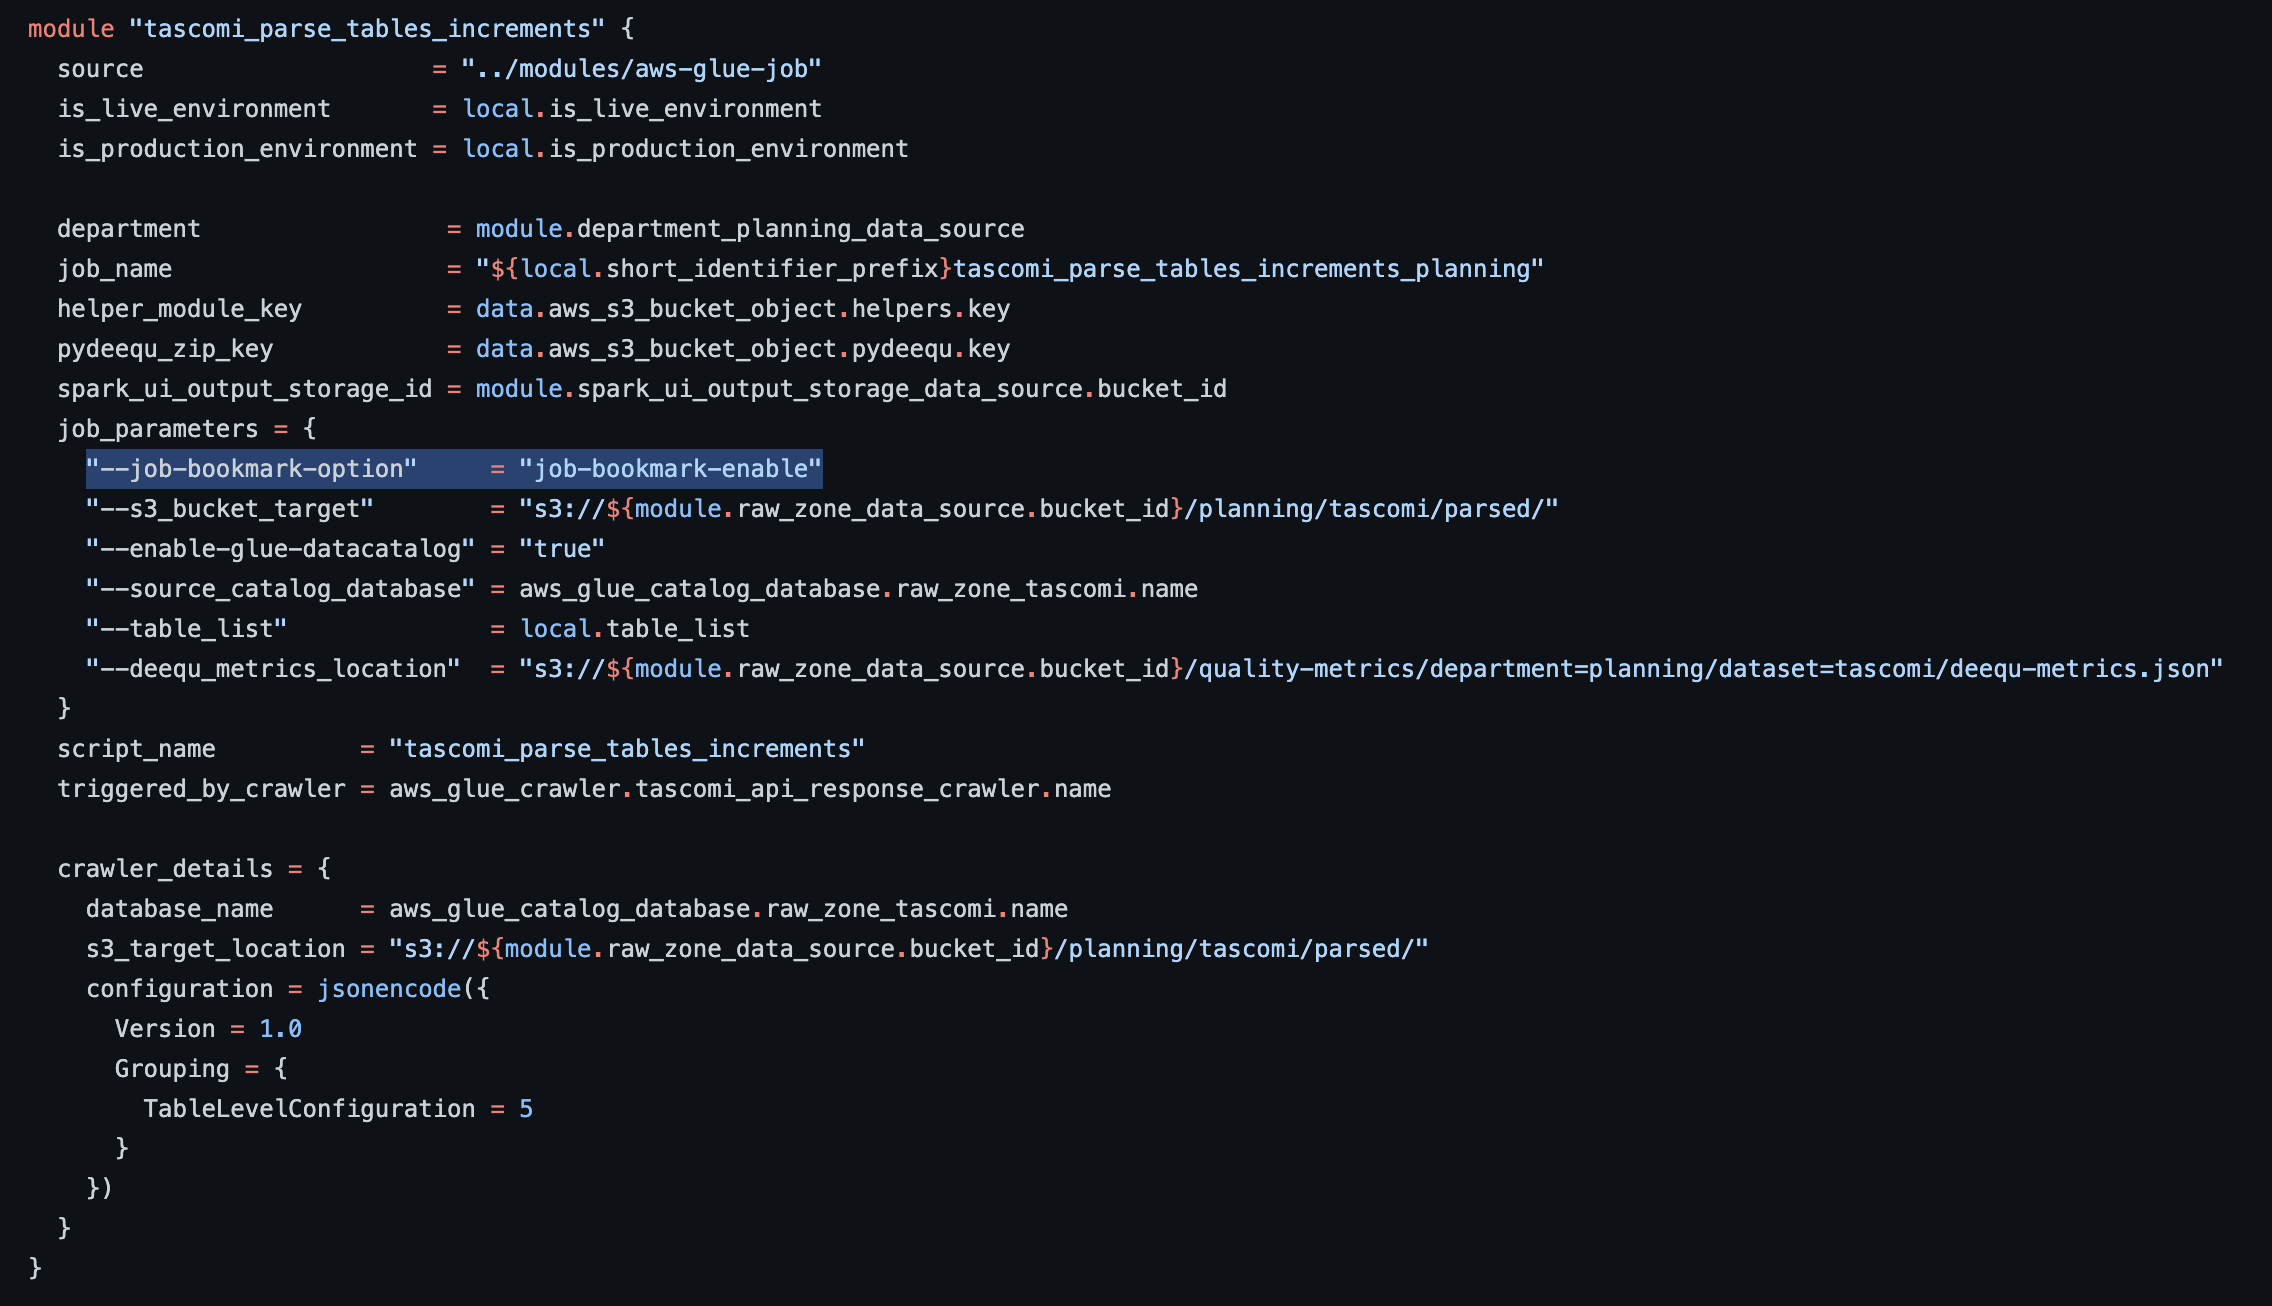 module "tascomi_parse_tables_increments" {
  source                    = "../modules/aws-glue-job"
  is_live_environment       = local.is_live_environment
  is_production_environment = local.is_production_environment

  department                 = module.department_planning_data_source
  job_name                   = "${local.short_identifier_prefix}tascomi_parse_tables_increments_planning"
  helper_module_key          = data.aws_s3_bucket_object.helpers.key
  pydeequ_zip_key            = data.aws_s3_bucket_object.pydeequ.key
  spark_ui_output_storage_id = module.spark_ui_output_storage_data_source.bucket_id
  job_parameters = {
    "--job-bookmark-option"     = "job-bookmark-enable"
    "--s3_bucket_target"        = "s3://${module.raw_zone_data_source.bucket_id}/planning/tascomi/parsed/"
    "--enable-glue-datacatalog" = "true"
    "--source_catalog_database" = aws_glue_catalog_database.raw_zone_tascomi.name
    "--table_list"              = local.table_list
    "--deequ_metrics_location"  = "s3://${module.raw_zone_data_source.bucket_id}/quality-metrics/department=planning/dataset=tascomi/deequ-metrics.json"
  }
  script_name          = "tascomi_parse_tables_increments"
  triggered_by_crawler = aws_glue_crawler.tascomi_api_response_crawler.name

  crawler_details = {
    database_name      = aws_glue_catalog_database.raw_zone_tascomi.name
    s3_target_location = "s3://${module.raw_zone_data_source.bucket_id}/planning/tascomi/parsed/"
    configuration = jsonencode({
      Version = 1.0
      Grouping = {
        TableLevelConfiguration = 5
      }
    })
  }
}